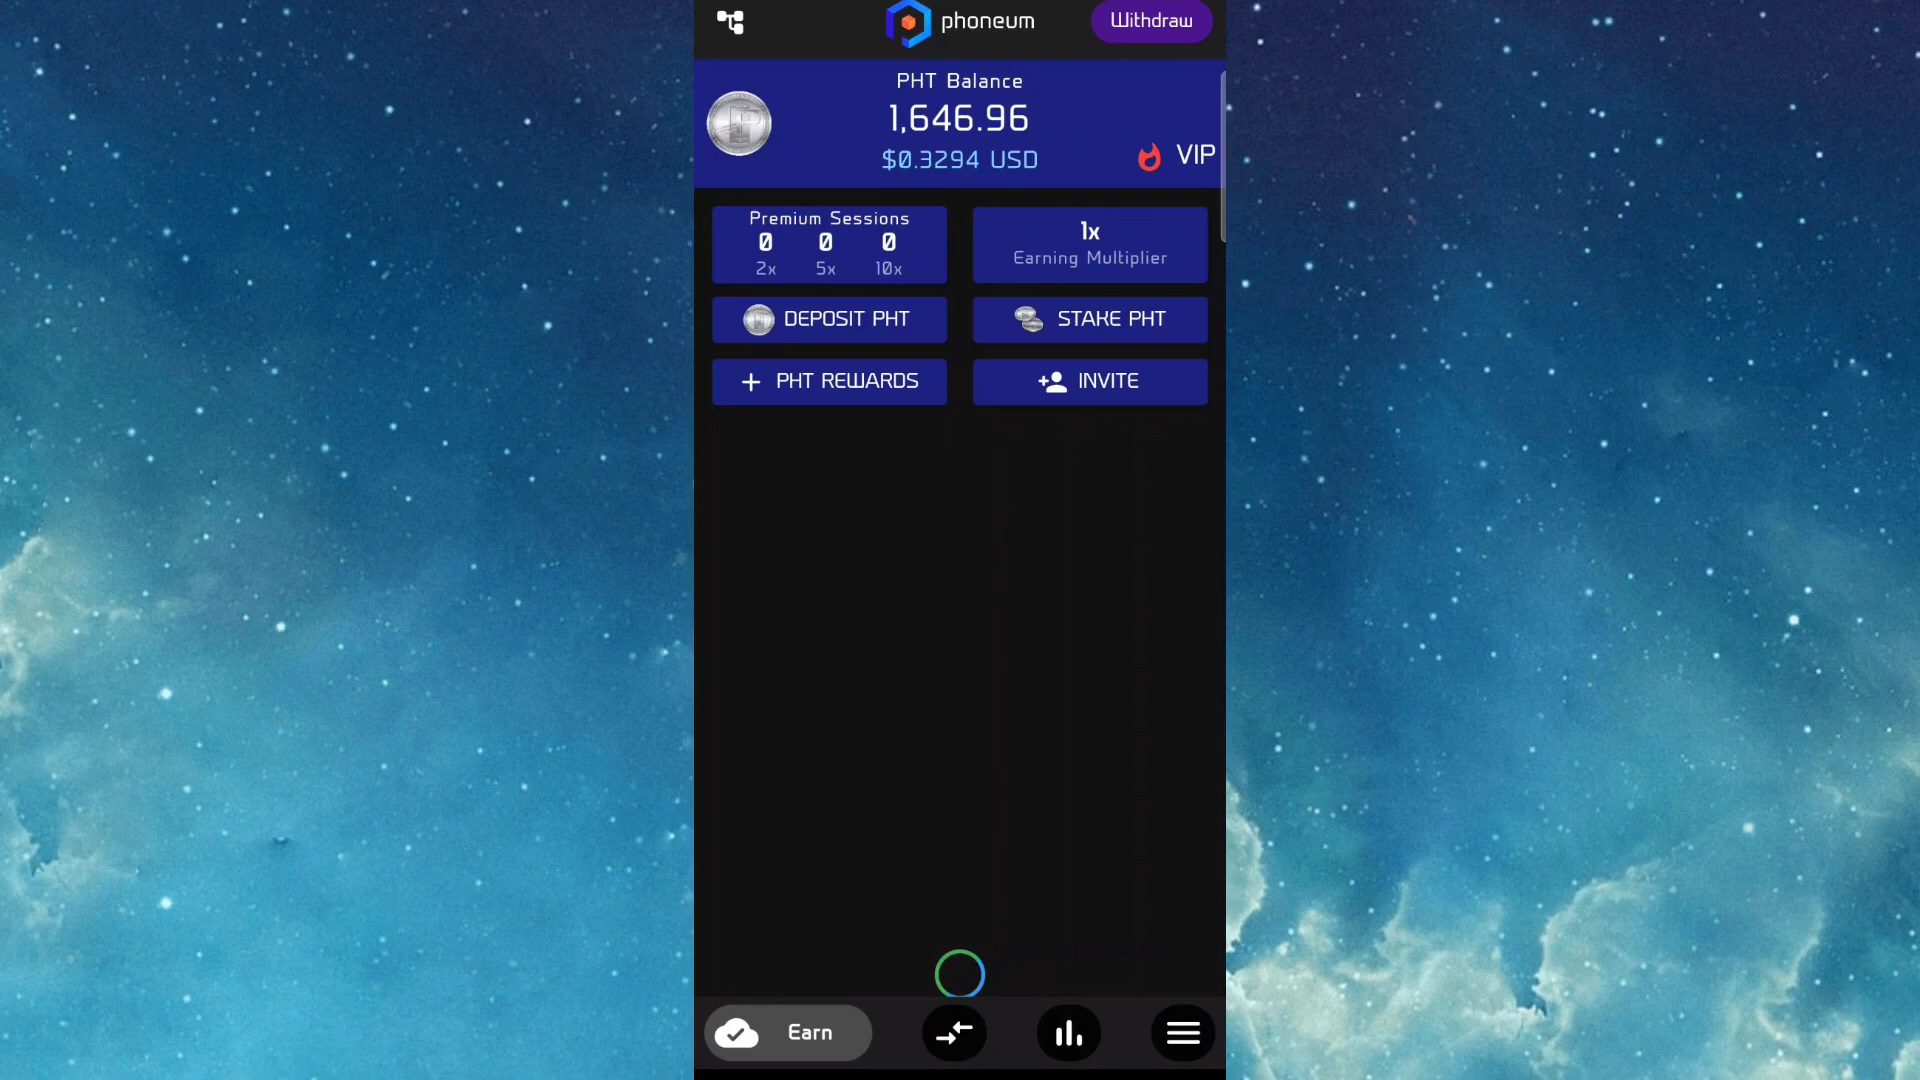 phoneum
Withdraw
PHT Balance
1,646.96
$0.3294 USD
VIP
Premium Sessions
0 0 0
2x 5x 10x
1x
Earning Multiplier
DEPOSIT PHT
STAKE PHT
PHT REWARDS
INVITE
Earn